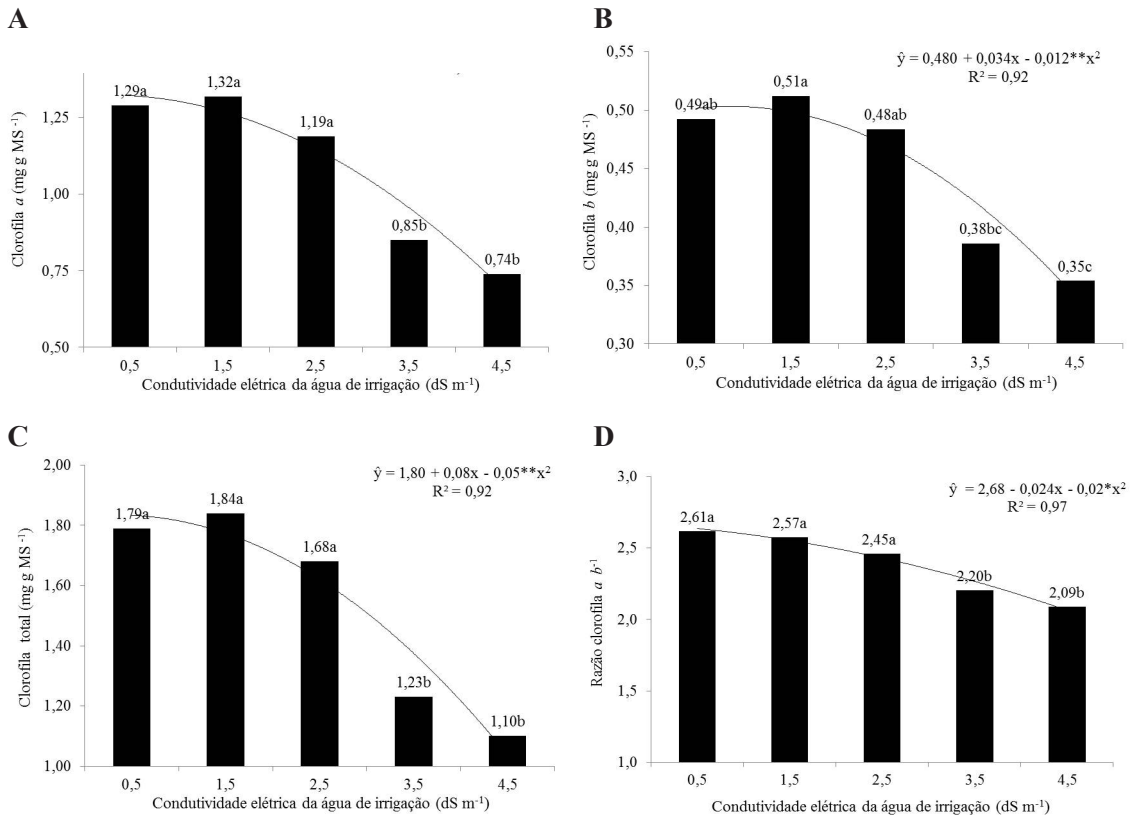 A
Clorofila a (mg g MS -1)
1,25
1,00
0,75
0,50
1,29a
1,32a
1,19a
0,85b
0,74b
0,5 1,5 2,5 3,5 4,5
Condutividade elétrica da água de irrigação (dS m-1)
B
Clorofila b (mg g MS -1)
ŷ = 0,480 + 0,034x - 0,012**x2
R2 = 0,92
0,55
0,50
0,45
0,40
0,35
0,30
0,49ab
0,51a
0,48ab
0,38bc
0,35c
0,5 1,5 2,5 3,5 4,5
Condutividade elétrica da água de irrigação (dS m-1)
C
Clorofila total (mg g MS -1)
ŷ = 1,80 + 0,08x - 0,05**x2
R2 = 0,92
2,00
1,80
1,60
1,40
1,20
1,00
1,79a
1,84a
1,68a
1,23b
1,10b
0,5 1,5 2,5 3,5 4,5
Condutividade elétrica da água de irrigação (dS m-1)
D
Razão clorofila a b-1
ŷ = 2,68 - 0,024x - 0,02*x2
R2 = 0,97
3,0
2,5
2,0
1,5
1,0
2,61a
2,57a
2,45a
2,20b
2,09b
0,5 1,5 2,5 3,5 4,5
Condutividade elétrica da água de irrigação (dS m-1)